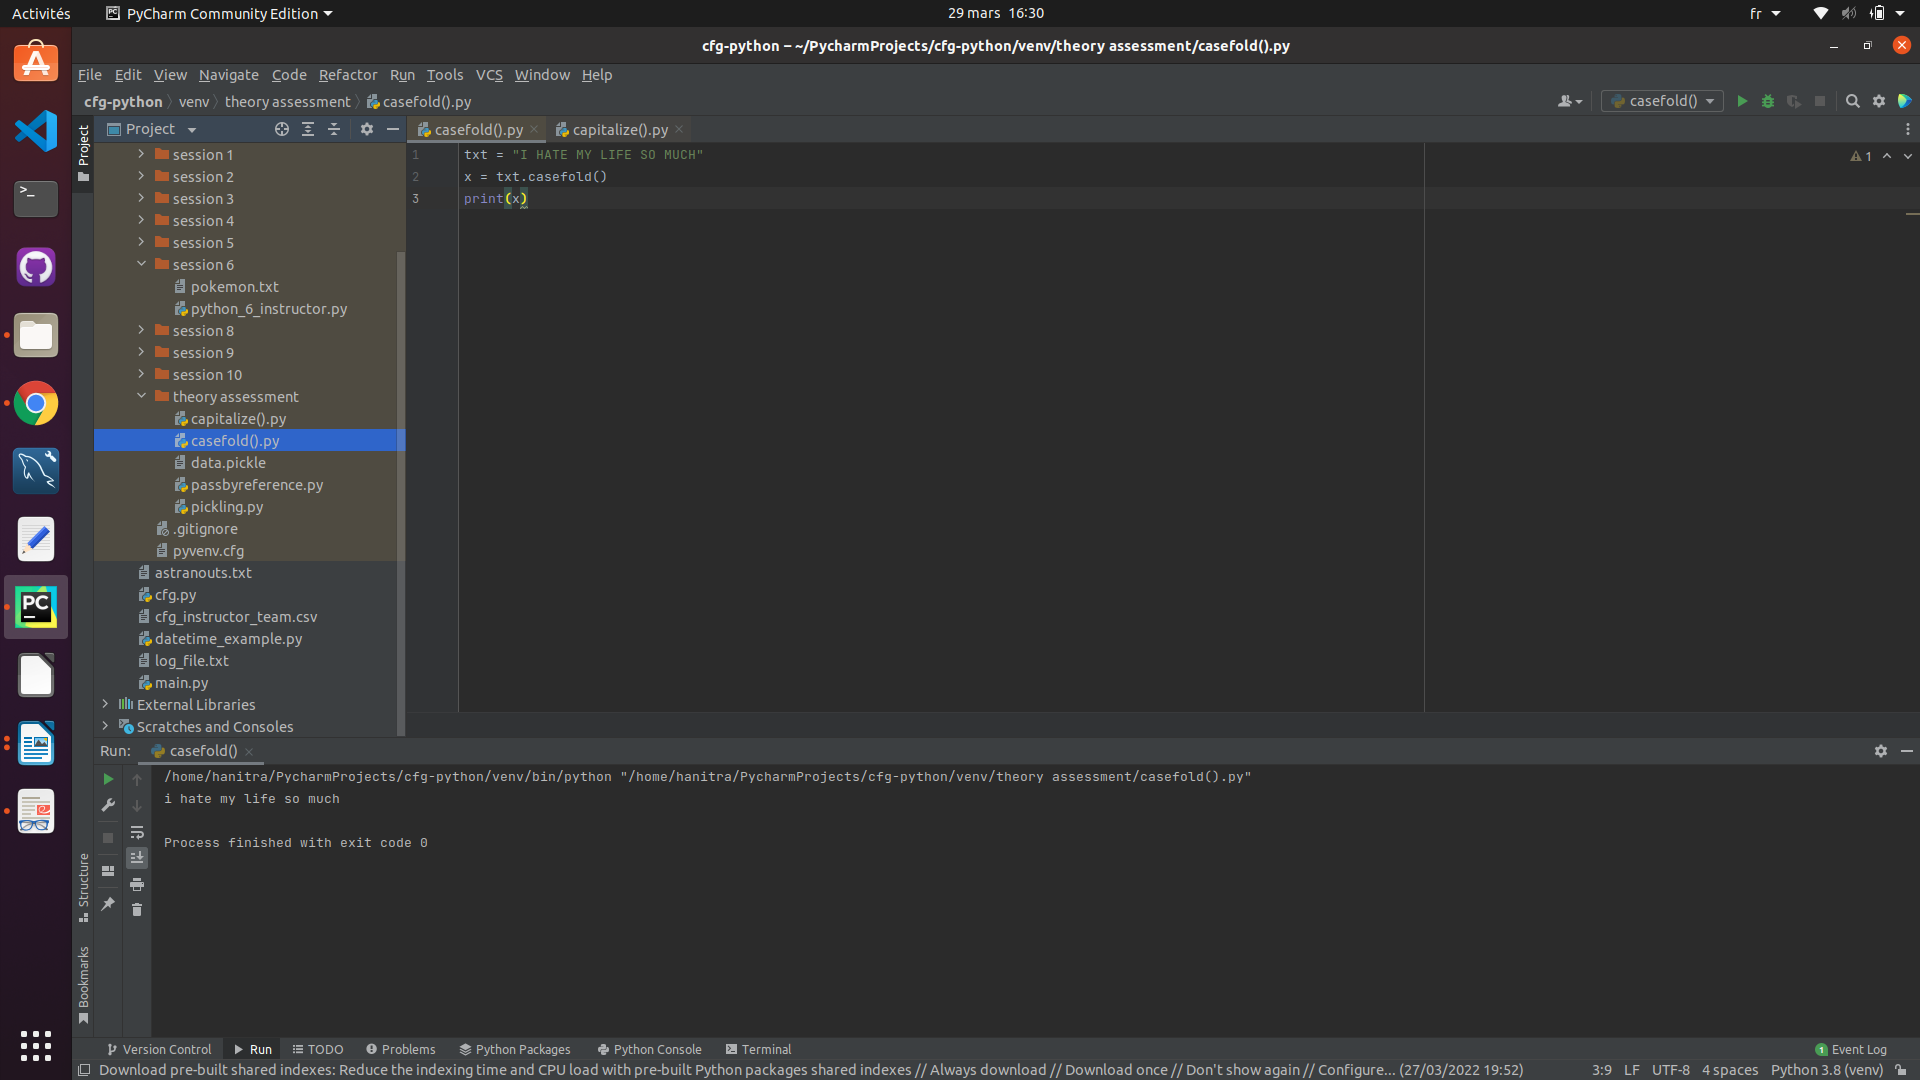 Activités
PyCharm Community Edition
29 mars 16:30
fr
cfg-python – ~/PycharmProjects/cfg-python/venv/theory assessment/casefold().py
File Edit View Navigate Code Refactor Run Tools VCS Window Help
cfg-python venv theory assessment casefold().py
casefold()
Project
Project
casefold().py
capitalize().py
session 1
session 2
session 3
session 4
session 5
session 6
pokemon.txt
python_6_instructor.py
session 8
session 9
session 10
theory assessment
capitalize().py
casefold().py
data.pickle
passbyreference.py
pickling.py
.gitignore
pyvenv.cfg
astranouts.txt
cfg.py
cfg_instructor_team.csv
datetime_example.py
log_file.txt
main.py
External Libraries
Scratches and Consoles
1 txt = "I HATE MY LIFE SO MUCH"
2 x = txt.casefold()
3 print(x)
1
PC
Run: casefold()
/home/hanitra/PycharmProjects/cfg-python/venv/bin/python "/home/hanitra/PycharmProjects/cfg-python/venv/theory assessment/casefold().py"
i hate my life so much
Process finished with exit code 0
Structure
Bookmarks
Version Control Run TODO Problems Python Packages Python Console Terminal
1 Event Log
Download pre-built shared indexes: Reduce the indexing time and CPU load with pre-built Python packages shared indexes // Always download // Download once // Don't show again // Configure... (27/03/2022 19:52)
3:9 LF UTF-8 4 spaces Python 3.8 (venv)